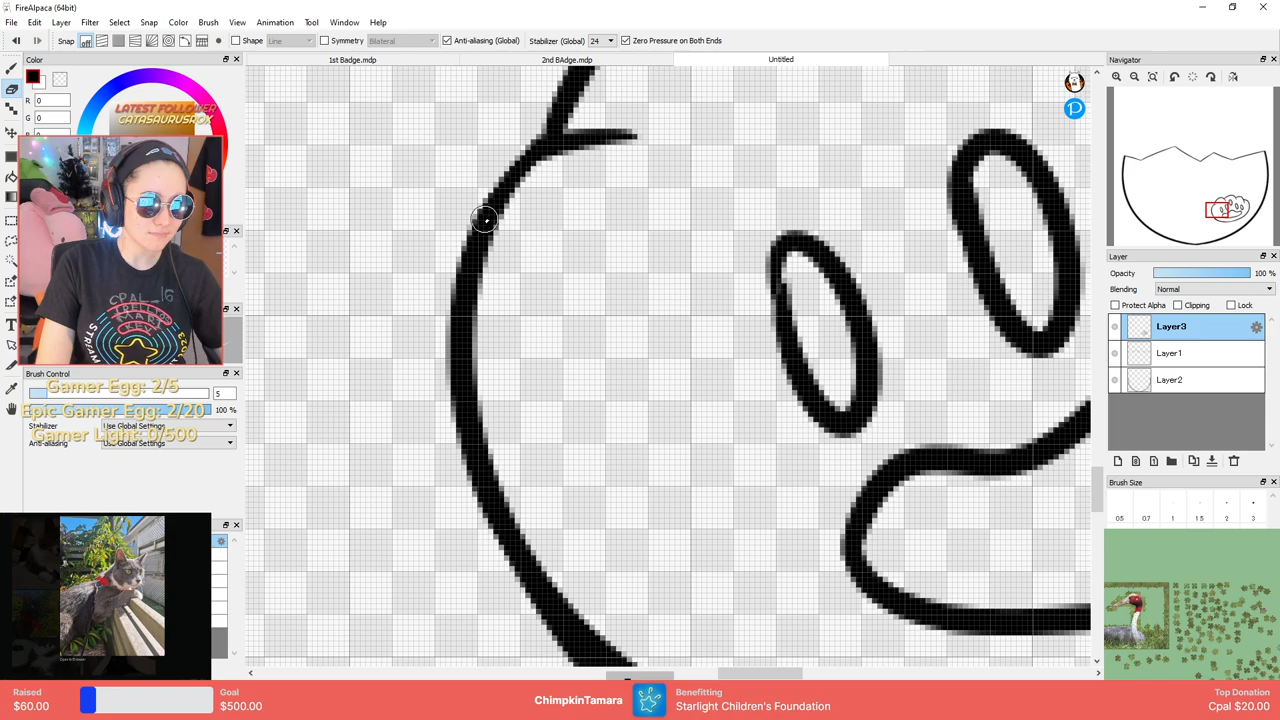 FireAlpaca (64bit)
File Edit Layer Filter Select Snap Color Brush View Animation Tool Window Help
Snap off Shape Line Symmetry Bilateral Anti-aliasing (Global) Stabilizer (Global) 24 Zero Pressure on Both Ends
Color
1st Badge.mdp 2nd BAdge.mdp Untitled
Navigator
R 0
G 0
LATEST FOLLOWER
CATASAURUSROX
CPAL_16
Layer
Opacity 100 %
Blending Normal
Protect Alpha Clipping Lock
Layer3
Layer1
Layer2
Brush Control
5
100 %
Stabilizer Use Global Settings
Anti-aliasing Use Global Settings
Gamer Egg: 2/5
Epic Gamer Egg: 2/20
Gamer Light: 0/500
Brush Size
0.5 0.7 1 1.5 2 3
Raised
$60.00
Goal
$500.00
ChimpkinTamara
Benefitting
Starlight Children's Foundation
Top Donation
Cpal $20.00